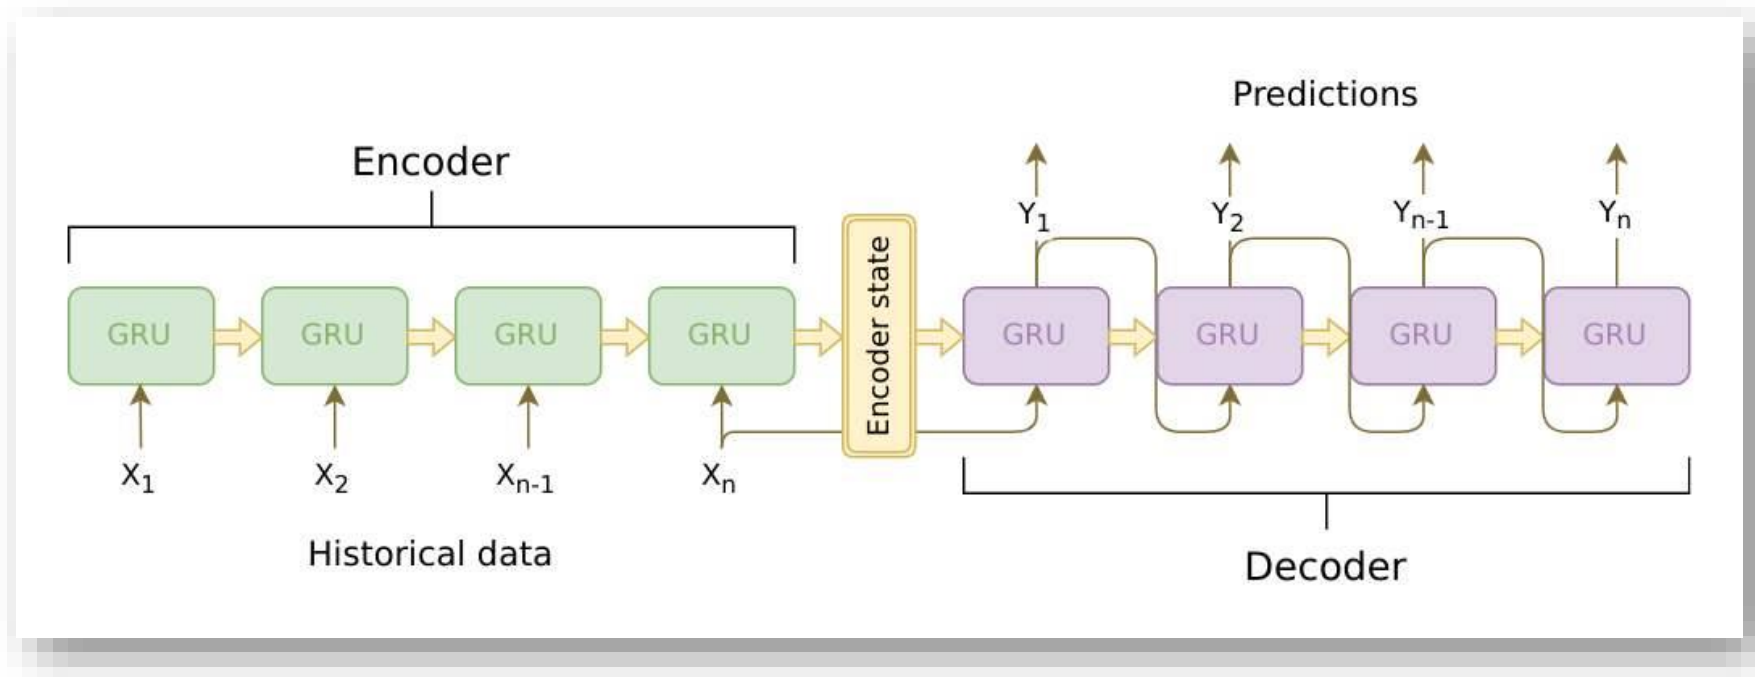 Predictions
Encoder
Y1 Y2 Yn-1 Yn
GRU GRU GRU GRU Encoder state GRU GRU GRU GRU
X1 X2 Xn-1 Xn
Historical data
Decoder